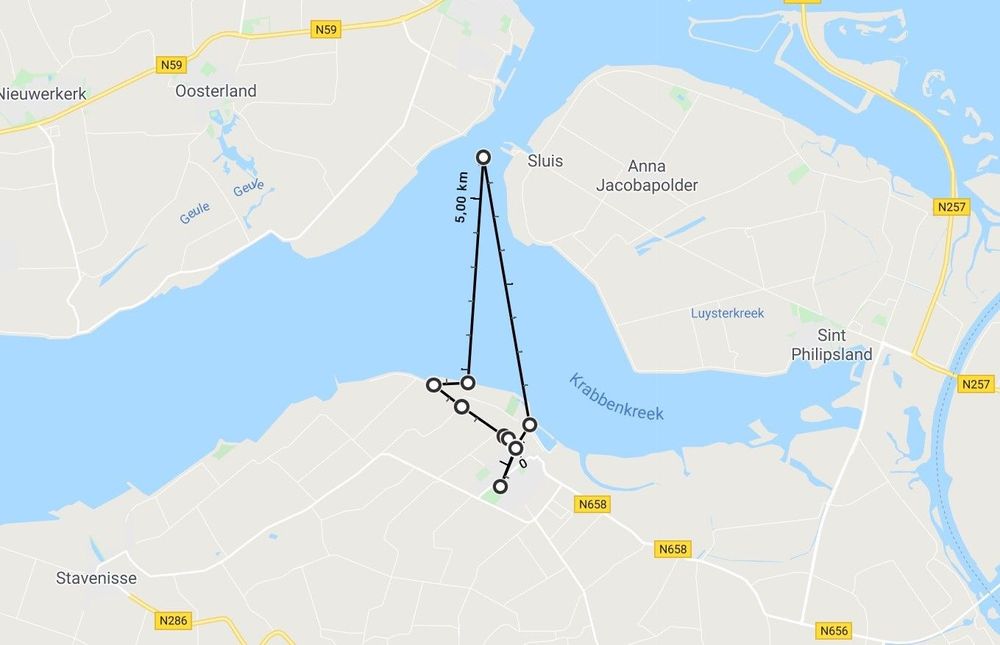 N59
N59
Nieuwerkerk
Oosterland
Sluis
Anna
Jacobapolder
5,00 km
Geule
Geule
N257
Luysterkreek
Sint
Philipsland
N257
Krabbenkreek
0
N658
N658
Stavenisse
N286
N656